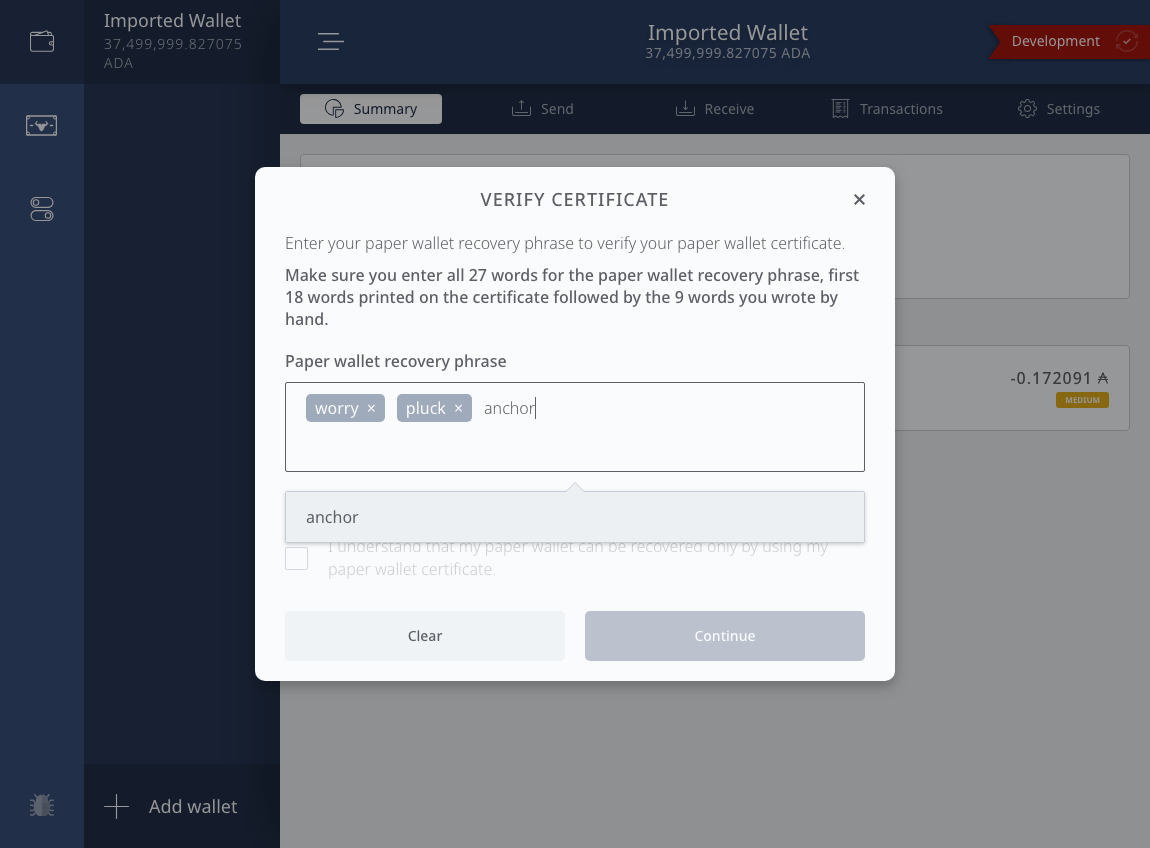 Imported Wallet
37,499,999.827075
ADA
Imported Wallet
37,499,999.827075 ADA
Development
Summary
Send
Receive
Transactions
Settings
VERIFY CERTIFICATE
×
Enter your paper wallet recovery phrase to verify your paper wallet certificate.
Make sure you enter all 27 words for the paper wallet recovery phrase, first
18 words printed on the certificate followed by the 9 words you wrote by
hand.
Paper wallet recovery phrase
worry × pluck × anchor
anchor
I understand that my paper wallet can be recovered only by using my
paper wallet certificate.
Clear
Continue
-0.172091 ₳
MEDIUM
Add wallet